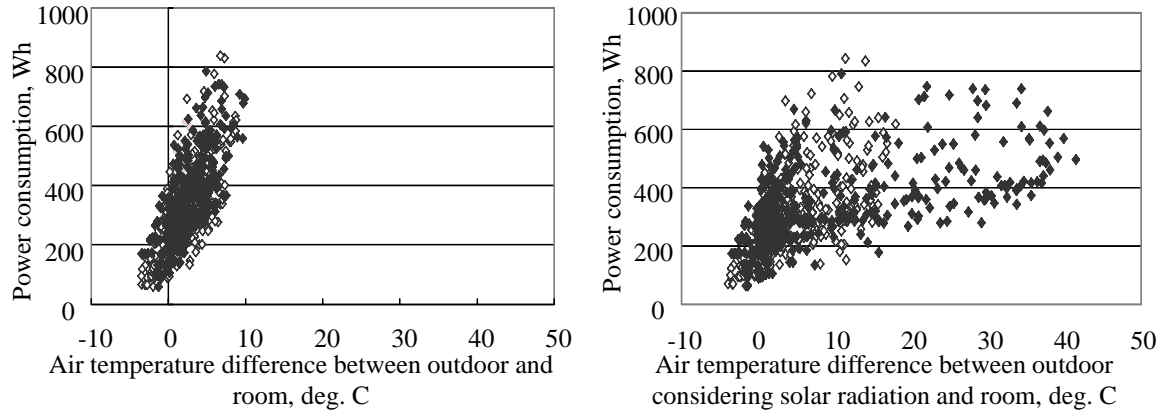 Power consumption, Wh
1000
800
600
400
200
0
-10 0 10 20 30 40 50
Air temperature difference between outdoor and
room, deg. C
Power consumption, Wh
1000
800
600
400
200
0
-10 0 10 20 30 40 50
Air temperature difference between outdoor
considering solar radiation and room, deg. C